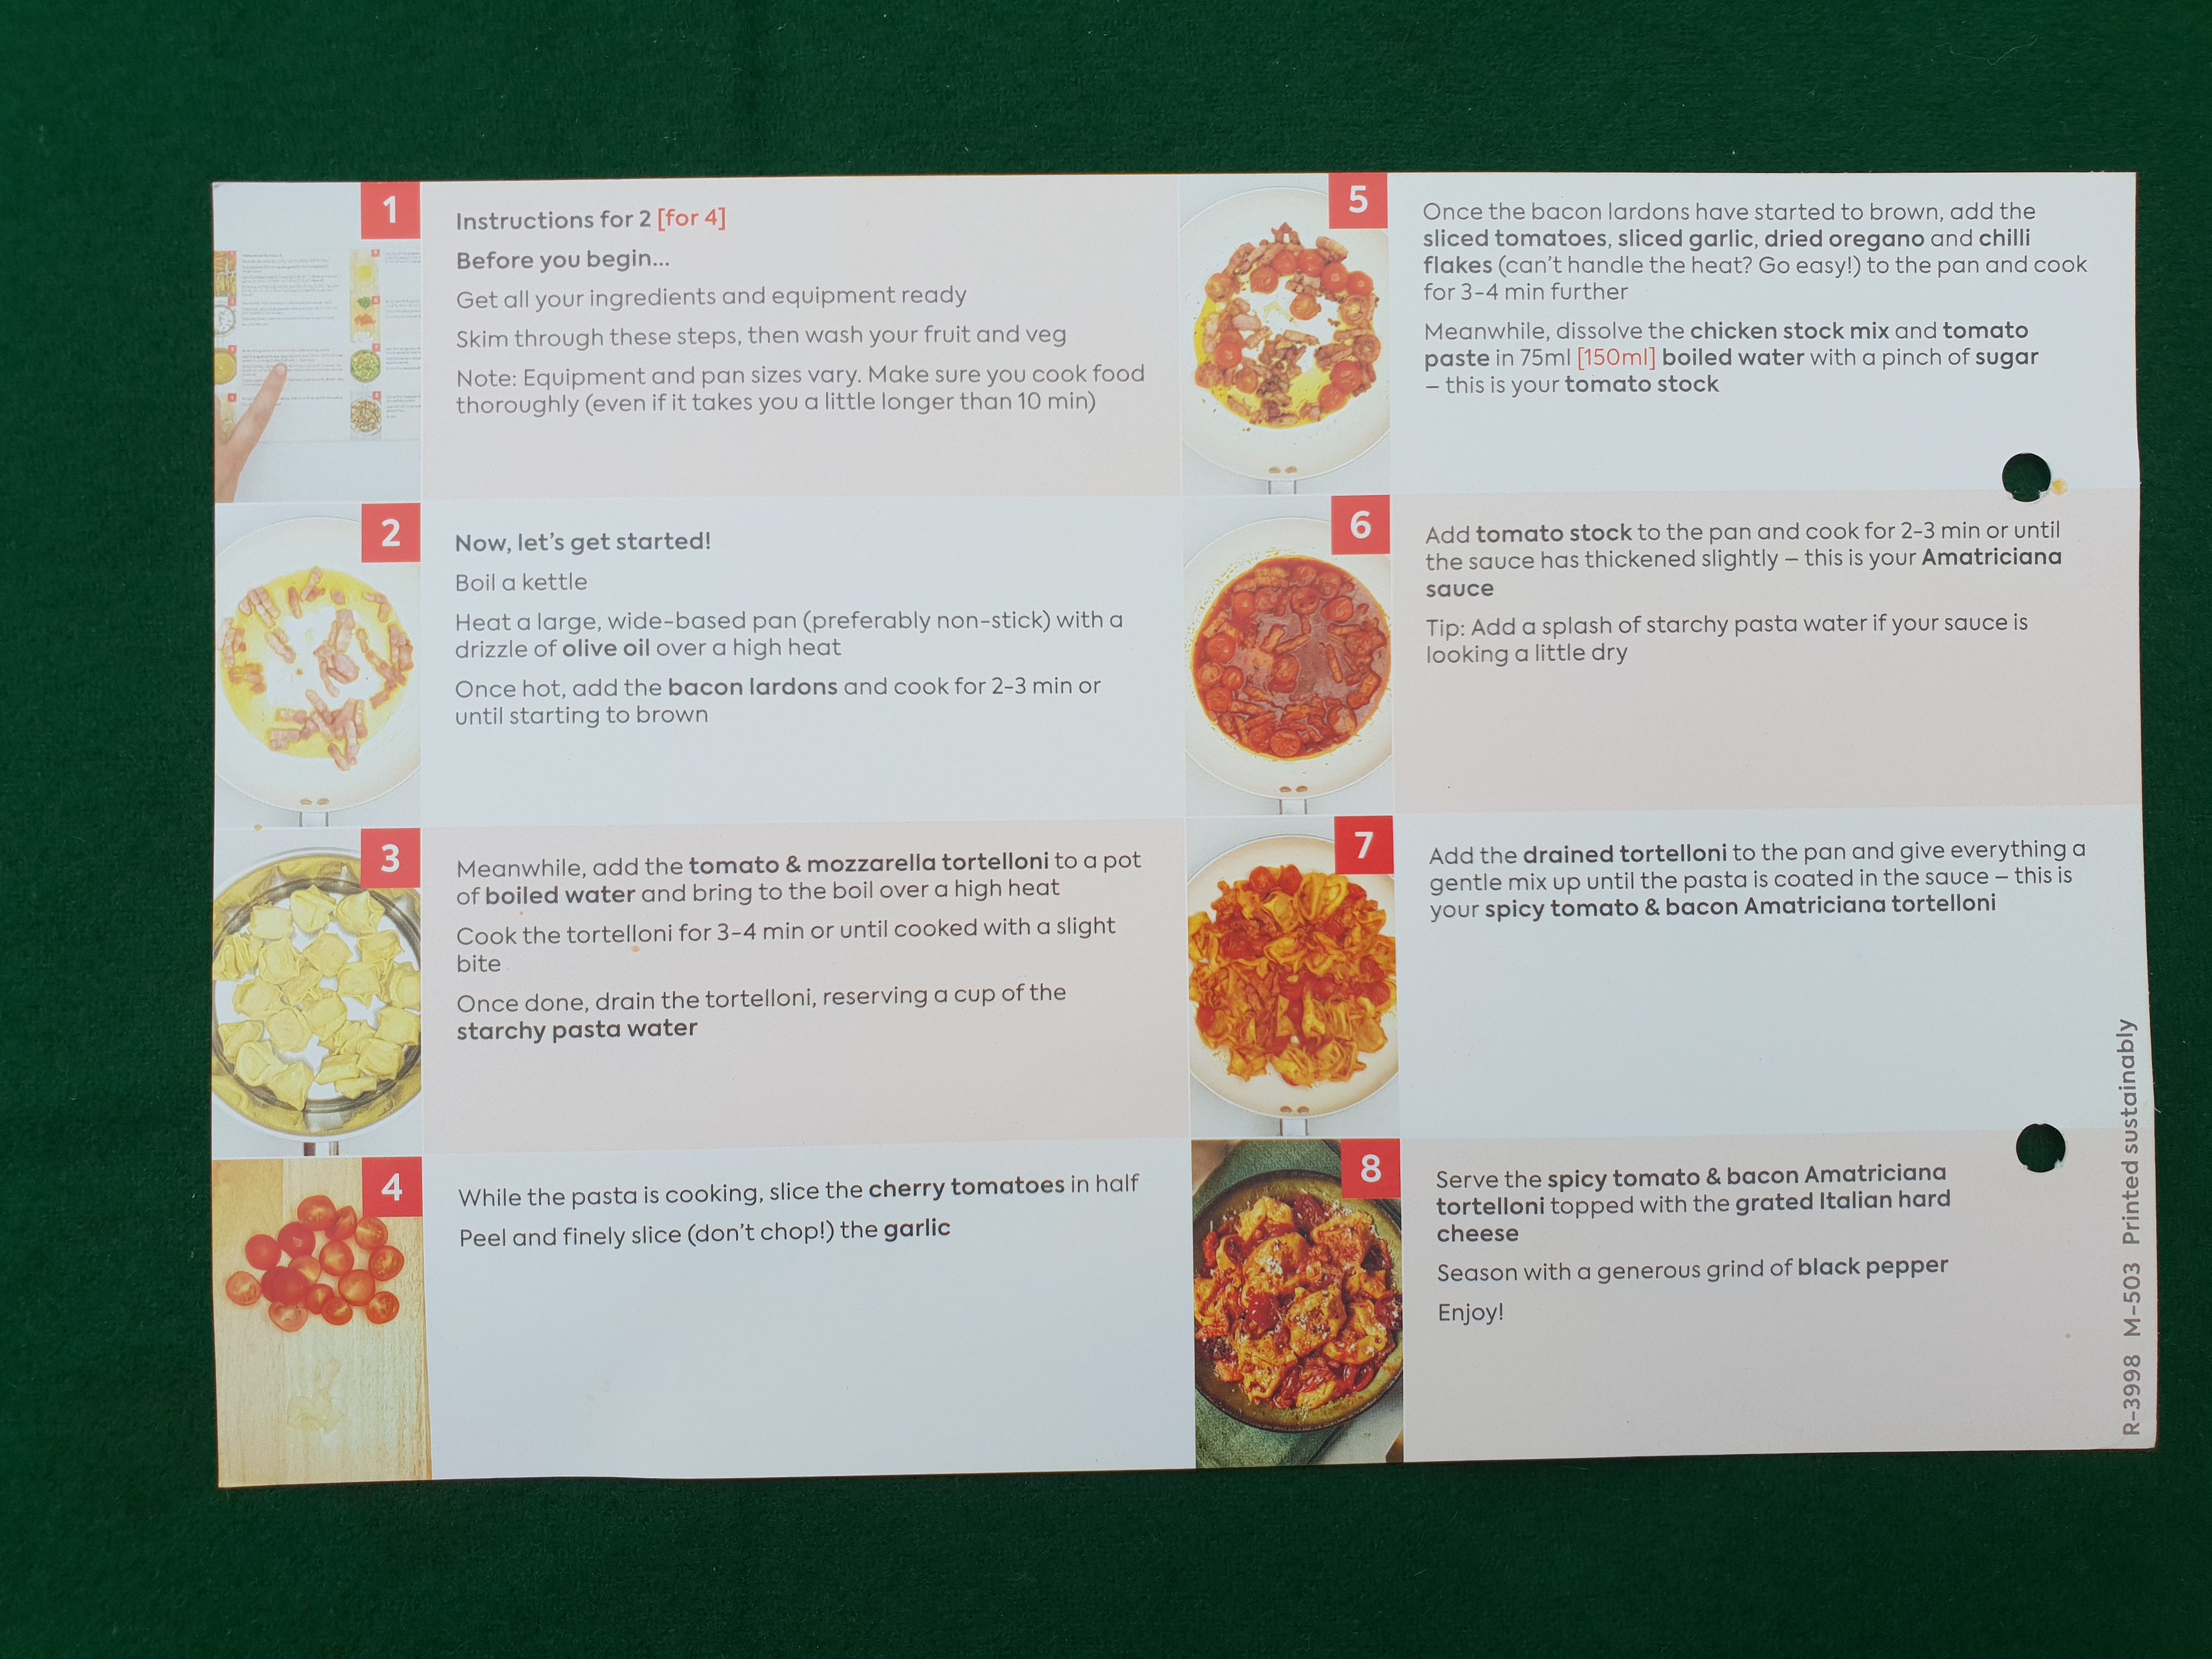 1
Instructions for 2 [for 4]
Before you begin...
Get all your ingredients and equipment ready
Skim through these steps, then wash your fruit and veg
Note: Equipment and pan sizes vary. Make sure you cook food
thoroughly (even if it takes you a little longer than 10 min)
2
Now, let's get started!
Boil a kettle
Heat a large, wide-based pan (preferably non-stick) with a
drizzle of olive oil over a high heat
Once hot, add the bacon lardons and cook for 2-3 min or
until starting to brown
3
Meanwhile, add the tomato & mozzarella tortelloni to a pot
of boiled water and bring to the boil over a high heat
Cook the tortelloni for 3-4 min or until cooked with a slight
bite
Once done, drain the tortelloni, reserving a cup of the
starchy pasta water
4
While the pasta is cooking, slice the cherry tomatoes in half
Peel and finely slice (don't chop!) the garlic
5
Once the bacon lardons have started to brown, add the
sliced tomatoes, sliced garlic, dried oregano and chilli
flakes (can't handle the heat? Go easy!) to the pan and cook
for 3-4 min further
Meanwhile, dissolve the chicken stock mix and tomato
paste in 75ml [150ml] boiled water with a pinch of sugar
– this is your tomato stock
6
Add tomato stock to the pan and cook for 2-3 min or until
the sauce has thickened slightly – this is your Amatriciana
sauce
Tip: Add a splash of starchy pasta water if your sauce is
looking a little dry
7
Add the drained tortelloni to the pan and give everything a
gentle mix up until the pasta is coated in the sauce – this is
your spicy tomato & bacon Amatriciana tortelloni
8
Serve the spicy tomato & bacon Amatriciana
tortelloni topped with the grated Italian hard
cheese
Season with a generous grind of black pepper
Enjoy!
R-3998 M-503 Printed sustainably